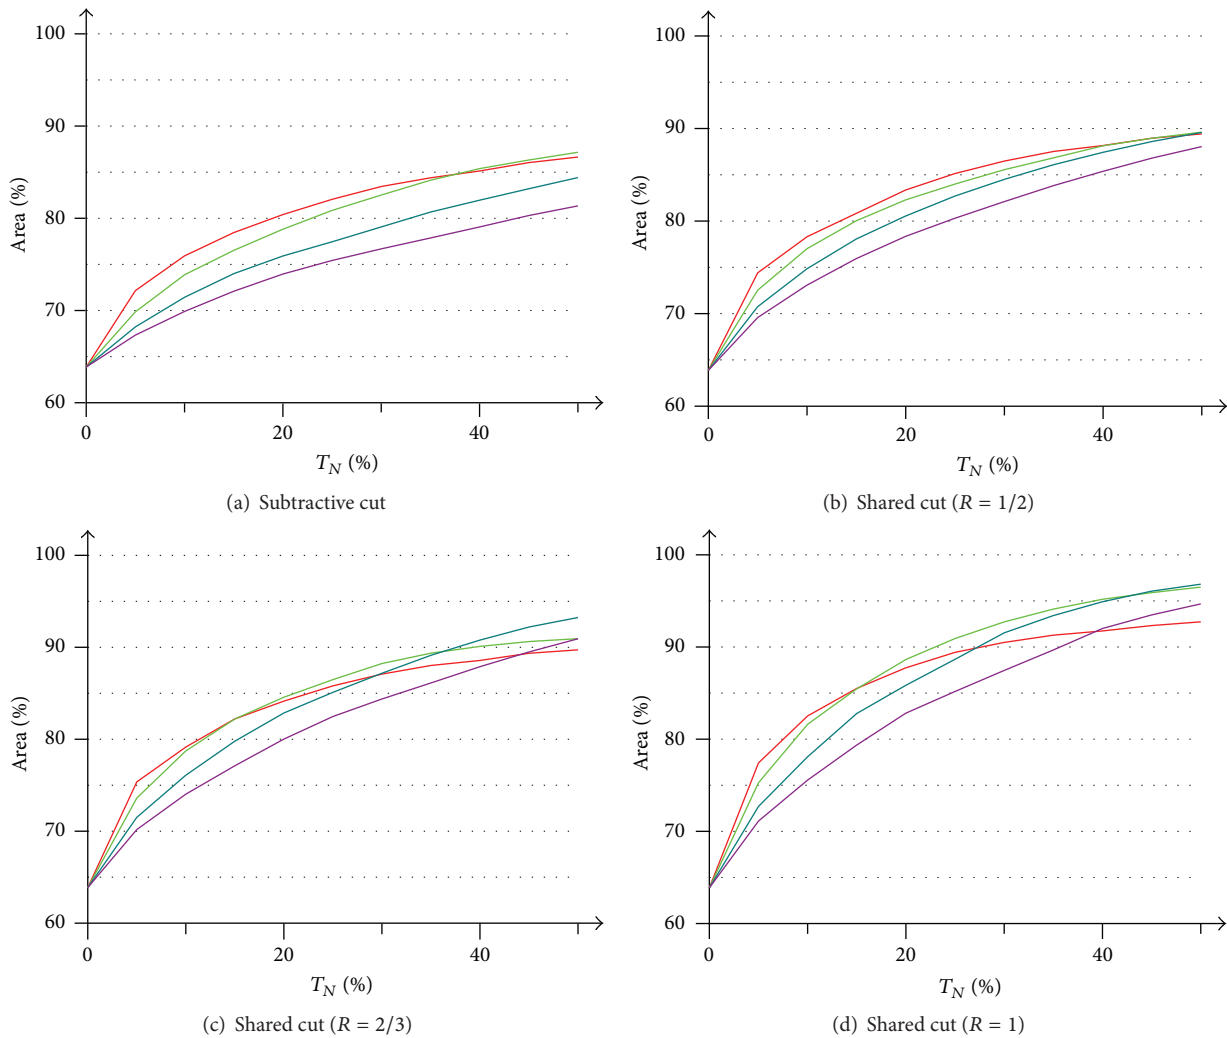 100
90
80
70
60
Area (%)
0
20
40
T_N (%)
(a) Subtractive cut
100
90
80
70
60
Area (%)
0
20
40
T_N (%)
(b) Shared cut (R = 1/2)
100
90
80
70
60
Area (%)
0
20
40
T_N (%)
(c) Shared cut (R = 2/3)
100
90
80
70
60
Area (%)
0
20
40
T_N (%)
(d) Shared cut (R = 1)